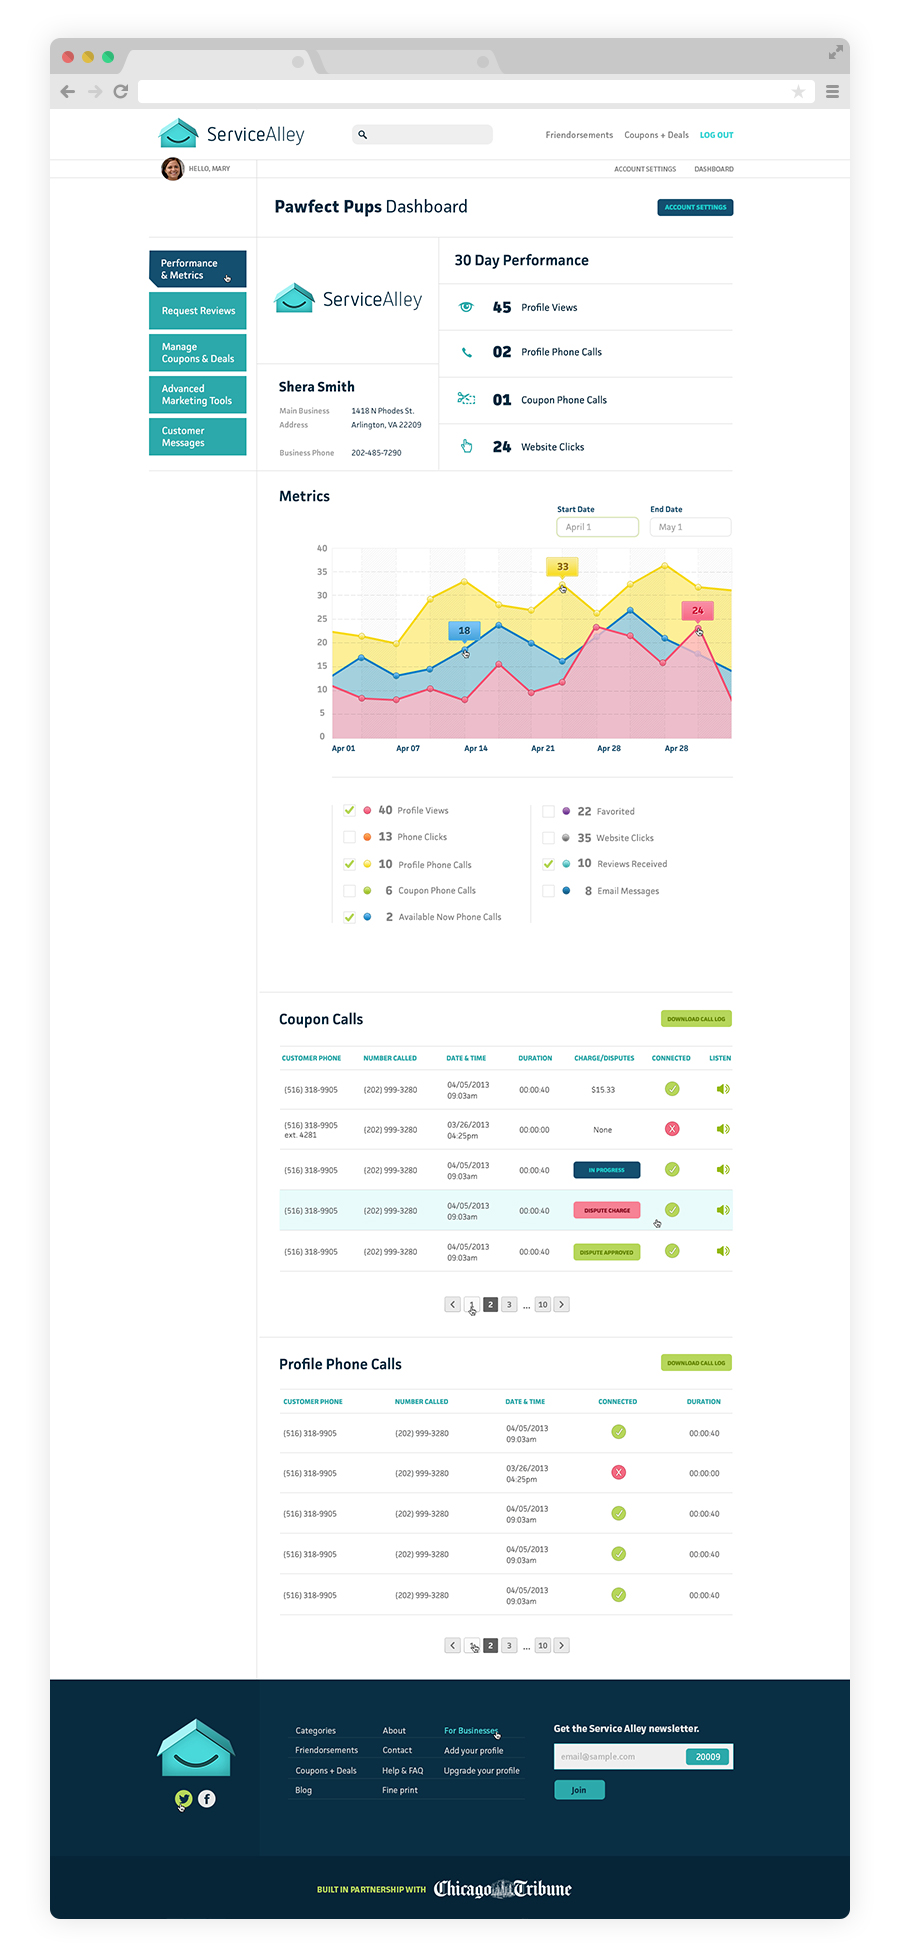 ServiceAlley
Friendorsements Coupons + Deals LOG OUT
HELLO, MARY
ACCOUNT SETTINGS DASHBOARD
Pawfect Pups Dashboard
ACCOUNT SETTINGS
Performance
& Metrics
Request Reviews
Manage
Coupons & Deals
Advanced
Marketing Tools
Customer
Messages
ServiceAlley
Shera Smith
Main Business 1418 N Phodes St.
Address Arlington, VA 22209
Business Phone 202-485-7290
30 Day Performance
45 Profile Views
02 Profile Phone Calls
01 Coupon Phone Calls
24 Website Clicks
Metrics
Start Date End Date
April 1 May 1
40
35
30
25
20
15
10
5
0
33
24
18
Apr 01 Apr 07 Apr 14 Apr 21 Apr 28 Apr 28
40 Profile Views
13 Phone Clicks
10 Profile Phone Calls
6 Coupon Phone Calls
2 Available Now Phone Calls
22 Favorited
35 Website Clicks
10 Reviews Received
8 Email Messages
Coupon Calls
DOWNLOAD CALL LOG
CUSTOMER PHONE NUMBER CALLED DATE & TIME DURATION CHARGE/DISPUTES CONNECTED LISTEN
(516) 318-9905 (202) 999-3280 04/05/2013 00:00:40 $15.33
09:03am
(516) 318-9905 (202) 999-3280 03/26/2013 00:00:00 None X
ext. 4281 04:25pm
(516) 318-9905 (202) 999-3280 04/05/2013 00:00:40 IN PROGRESS
09:03am
(516) 318-9905 (202) 999-3280 04/05/2013 00:00:40 DISPUTE CHARGE
09:03am
(516) 318-9905 (202) 999-3280 04/05/2013 00:00:40 DISPUTE APPROVED
09:03am
< 1 2 3 ... 10 >
Profile Phone Calls
DOWNLOAD CALL LOG
CUSTOMER PHONE NUMBER CALLED DATE & TIME CONNECTED DURATION
(516) 318-9905 (202) 999-3280 04/05/2013 00:00:40
09:03am
(516) 318-9905 (202) 999-3280 03/26/2013 X 00:00:00
04:25pm
(516) 318-9905 (202) 999-3280 04/05/2013 00:00:40
09:03am
(516) 318-9905 (202) 999-3280 04/05/2013 00:00:40
09:03am
(516) 318-9905 (202) 999-3280 04/05/2013 00:00:40
09:03am
< 1 2 3 ... 10 >
Categories About For Businesses
Friendorsements Contact Add your profile
Coupons + Deals Help & FAQ Upgrade your profile
Blog Fine print
Get the Service Alley newsletter.
email@sample.com 20009
Join
BUILT IN PARTNERSHIP WITH Chicago Tribune